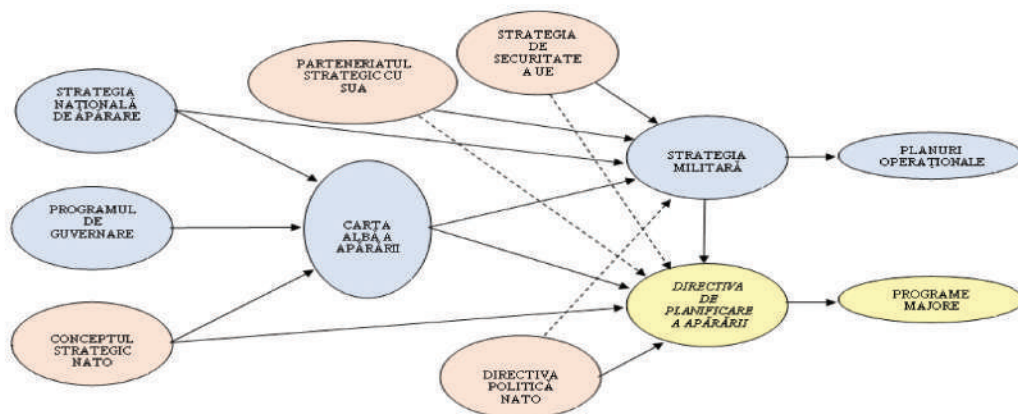 STRATEGIA
DE
SECURITATE
A UE
PARTENERIATUL
STRATEGIC CU
SUA
STRATEGIA
NAȚIONALĂ
DE APĂRARE
STRATEGIA
MILITARĂ
PLANURI
OPERAȚIONALE
PROGRAMUL
DE
GUVERNARE
CARTA
ALBĂ A
APĂRĂRII
DIRECTIVA
DE
PLANIFICARE
A APĂRĂRII
PROGRAME
MAJORE
CONCEPTUL
STRATEGIC
NATO
DIRECTIVA
POLITICĂ
NATO